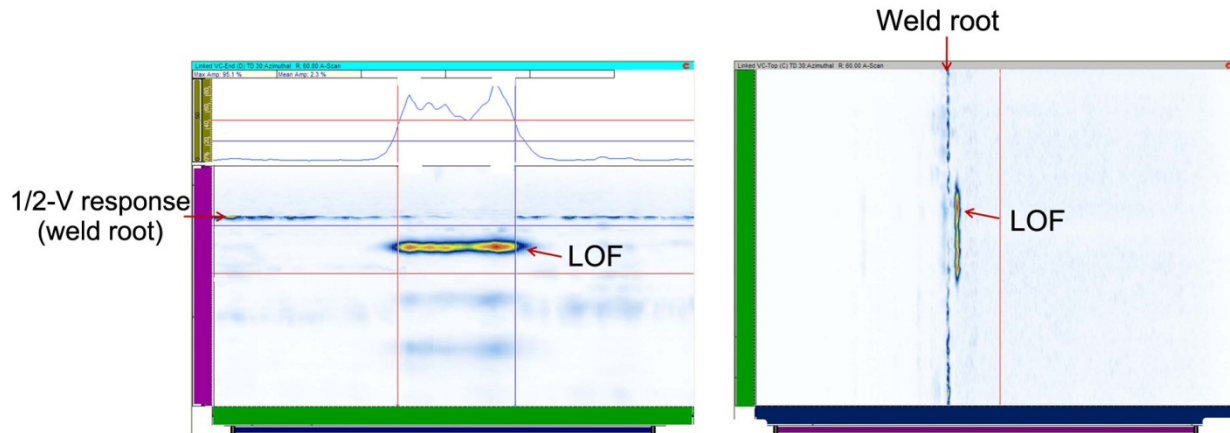 Weld root
Linked VC-End (D) TD 30:Azimuthal R: 60.00 A-Scan
Max Amp: 95.1 % Mean Amp: 2.3 %
1/2-V response
(weld root)
LOF
Linked VC-Top (C) TD 30:Azimuthal R: 60.00 A-Scan
LOF